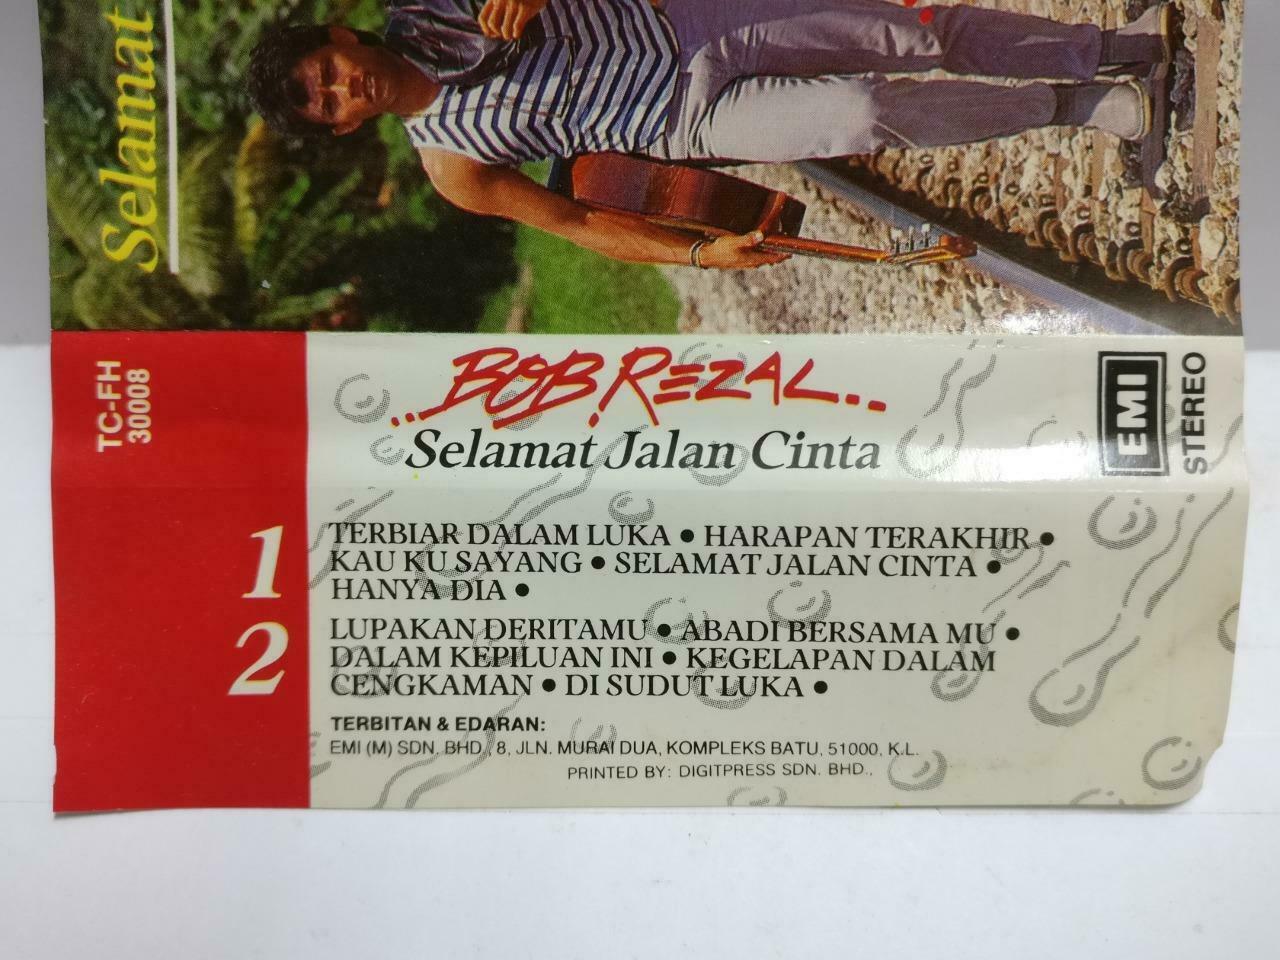 Selamat
TC-FH
30008
..BOB.REZAL..
Selamat Jalan Cinta
EMI
STEREO
1
TERBIAR DALAM LUKA ● HARAPAN TERAKHIR ●
KAU KU SAYANG ● SELAMAT JALAN CINTA ●
HANYA DIA ●
2
LUPAKAN DERITAMU ● ABADI BERSAMA MU ●
DALAM KEPILUAN INI ● KEGELAPAN DALAM
CENGKAMAN ● DI SUDUT LUKA ●
TERBITAN & EDARAN:
EMI (M) SDN. BHD., 8, JLN. MURAI DUA, KOMPLEKS BATU, 51000, K.L.
PRINTED BY: DIGITPRESS SDN. BHD.,